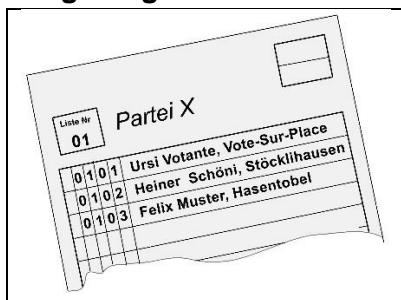 Liste Nr
01
Partei X
0101 Ursi Votante, Vote-Sur-Place
0102 Heiner Schöni, Stöcklihausen
0103 Felix Muster, Hasentobel